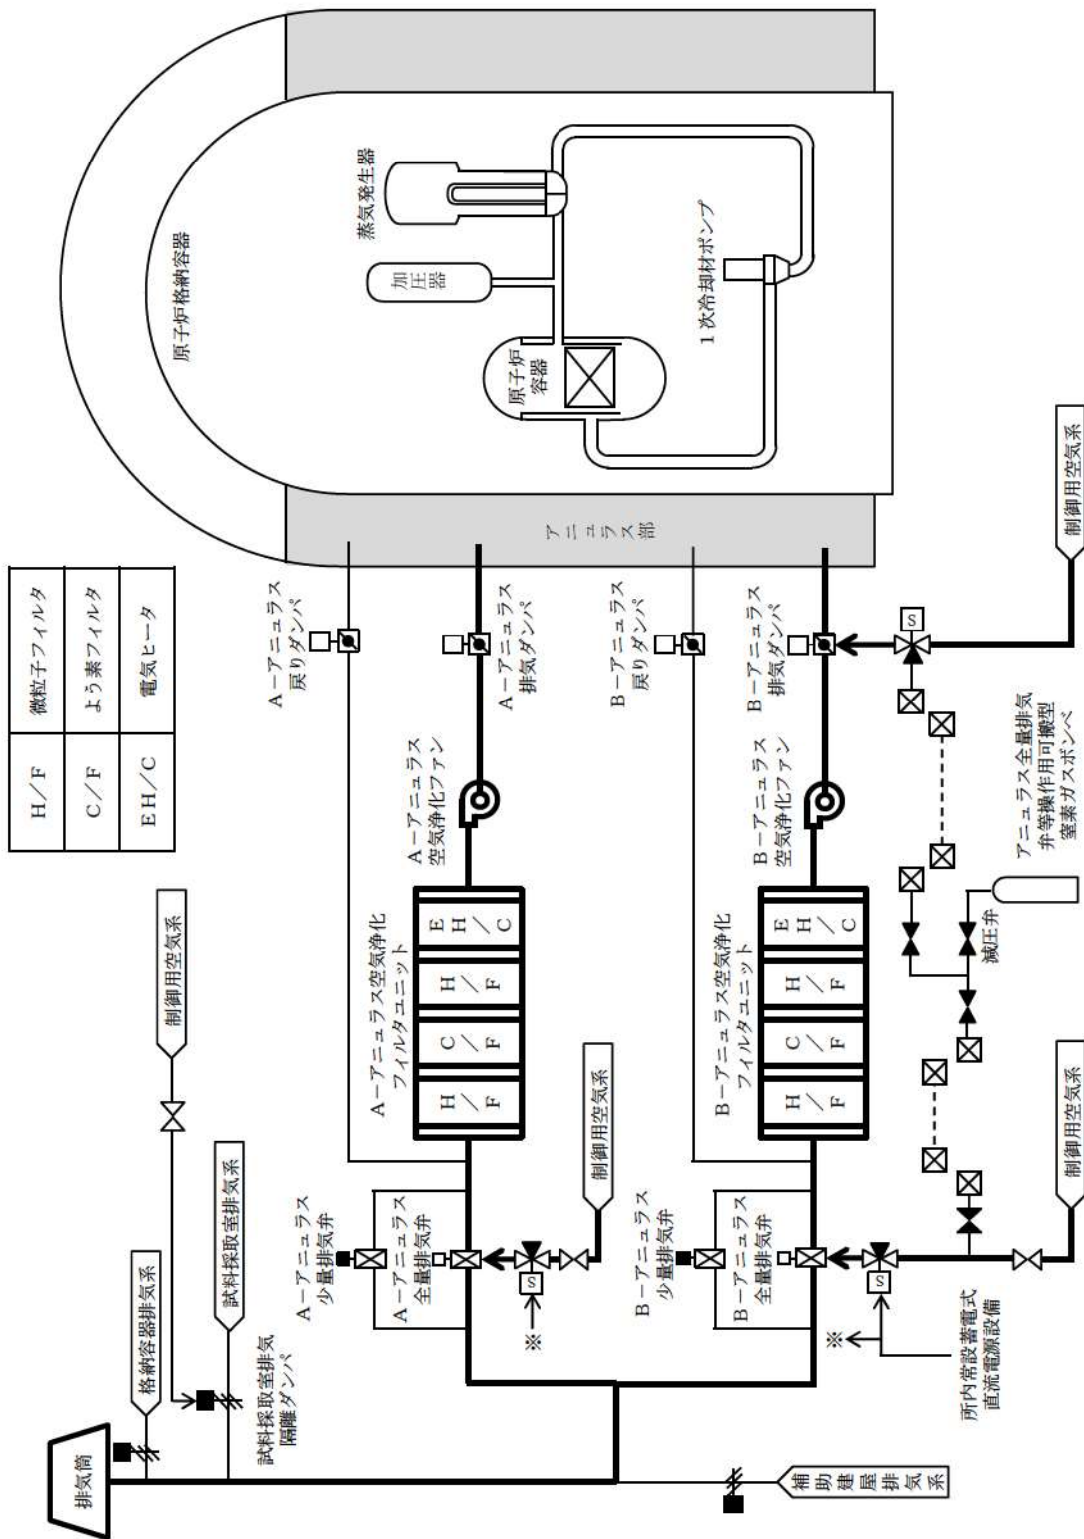 H/F
微粒子フィルタ
C/F
よう素フィルタ
EH/C
電気ヒータ
原子炉格納容器
蒸気発生器
加圧器
原子炉
容器
1次冷却材ポンプ
アニュラス部
A－アニュラス
戻りダンパ
A－アニュラス
排気ダンパ
B－アニュラス
戻りダンパ
B－アニュラス
排気ダンパ
A－アニュラス
空気浄化ファン
B－アニュラス
空気浄化ファン
A－アニュラス空気浄化
フィルタユニット
H/F
C/F
H/F
EH/C
B－アニュラス空気浄化
フィルタユニット
H/F
C/F
H/F
EH/C
S
制御用空気系
アニュラス全量排気
弁等操作用可搬型
窒素ガスボンベ
減圧弁
制御用空気系
試料採取室排気系
格納容器排気系
試料採取室排気
隔離ダンパ
排気筒
A－アニュラス
少量排気弁
A－アニュラス
全量排気弁
S
※
制御用空気系
B－アニュラス
少量排気弁
B－アニュラス
全量排気弁
S
※
制御用空気系
所内常設蓄電式
直流電源設備
補助建屋排気系